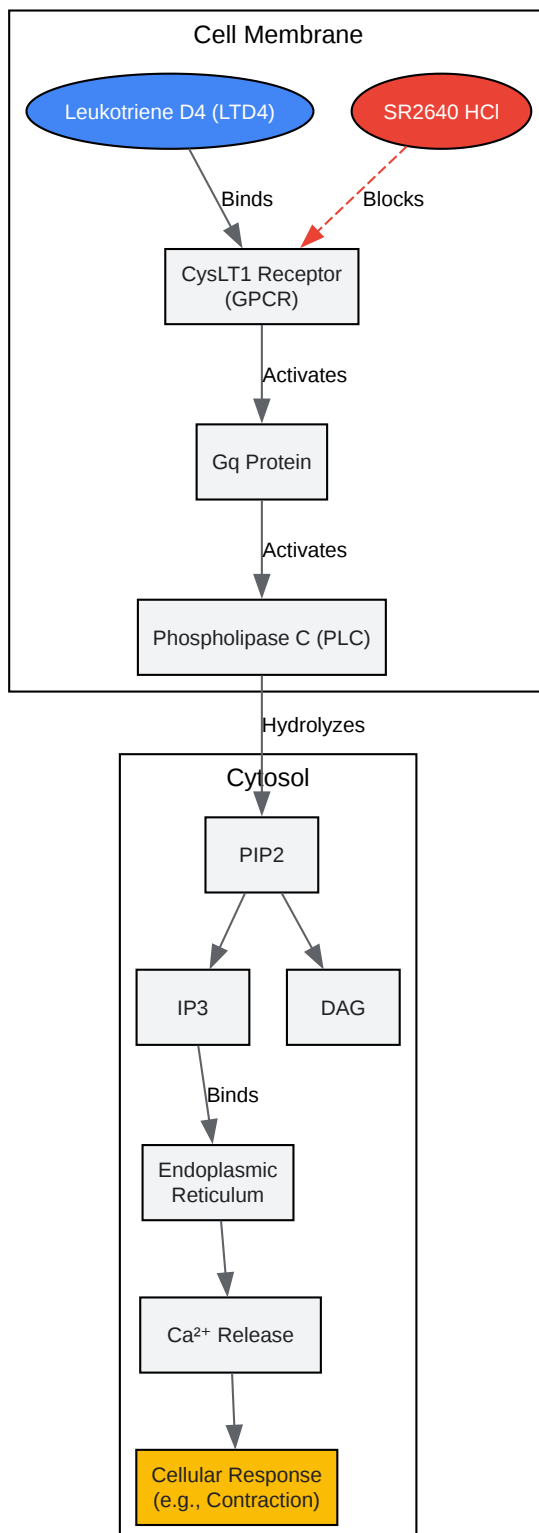 Cell Membrane
Leukotriene D4 (LTD4)
SR2640 HCl
Binds
Blocks
CysLT1 Receptor
(GPCR)
Activates
Gq Protein
Activates
Phospholipase C (PLC)
Hydrolyzes
Cytosol
PIP2
IP3
DAG
Binds
Endoplasmic
Reticulum
Ca²⁺ Release
Cellular Response
(e.g., Contraction)